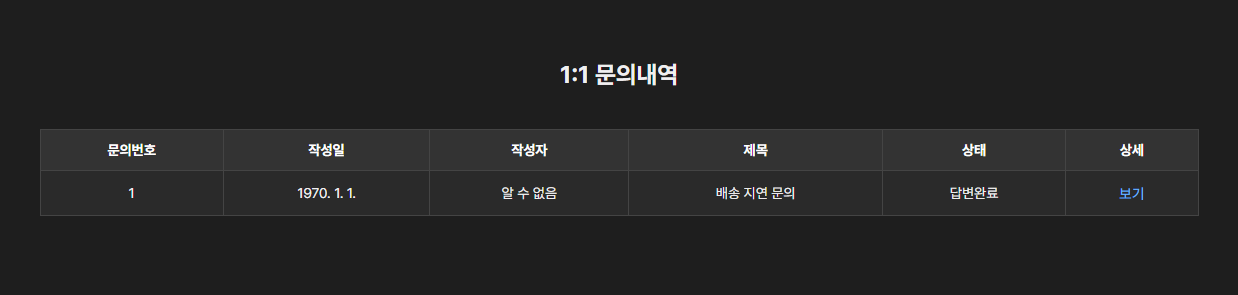 1:1 문의내역
문의번호 작성일 작성자 제목 상태 상세
1 1970. 1. 1. 알 수 없음 배송 지연 문의 답변완료 보기